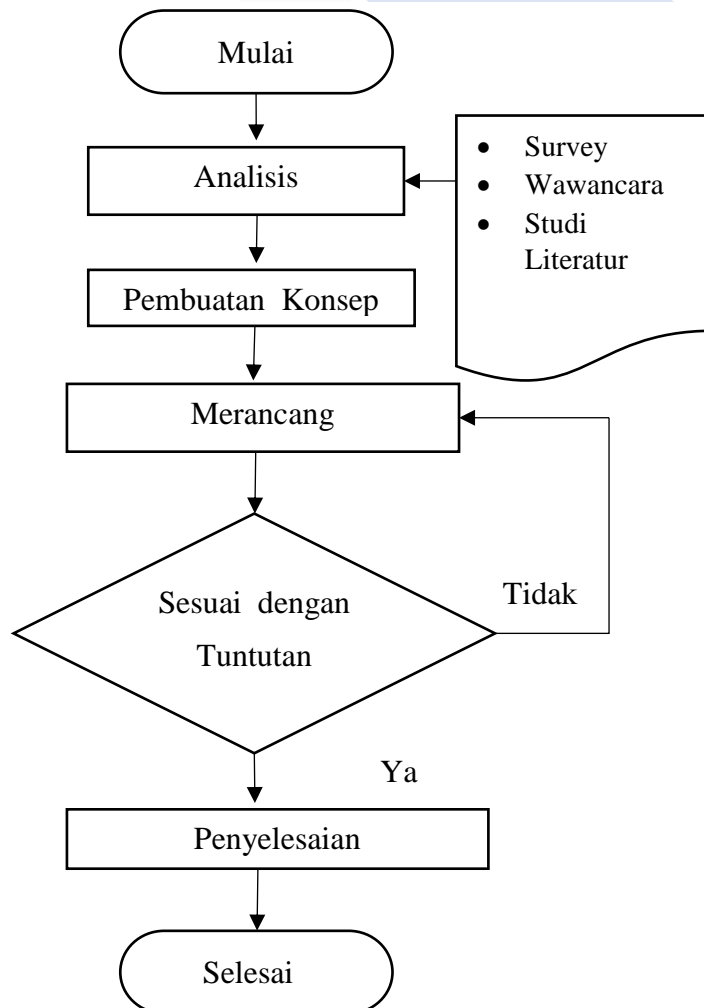 Mulai
Analisis
• Survey
• Wawancara
• Studi
Literatur
Pembuatan Konsep
Merancang
Sesuai dengan
Tuntutan
Tidak
Ya
Penyelesaian
Selesai